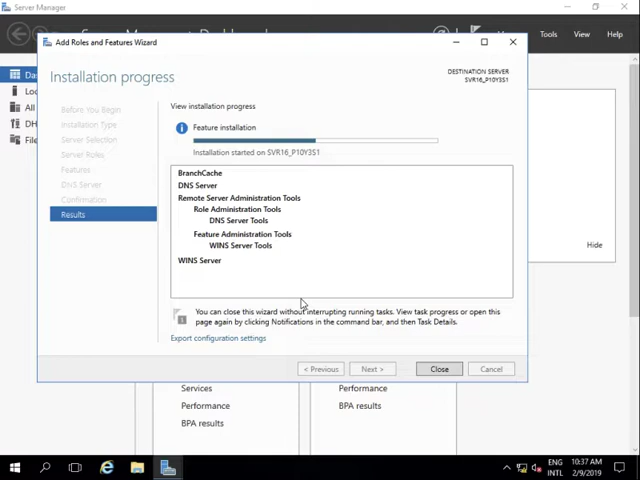 Server Manager
Tools View Help
Add Roles and Features Wizard
Installation progress
DESTINATION SERVER
SVR16_P10Y3S1
Before You Begin
Installation Type
Server Selection
Server Roles
Features
DNS Server
Confirmation
Results
View installation progress
Feature installation
Installation started on SVR16_P10Y3S1
BranchCache
DNS Server
Remote Server Administration Tools
Role Administration Tools
DNS Server Tools
Feature Administration Tools
WINS Server Tools
WINS Server
You can close this wizard without interrupting running tasks. View task progress or open this
page again by clicking Notifications in the command bar, and then Task Details.
Export configuration settings
< Previous Next > Close Cancel
Das
Loc
All
DH
File
Hide
Services
Performance
BPA results
Performance
BPA results
ENG
INTL
10:37 AM
2/9/2019